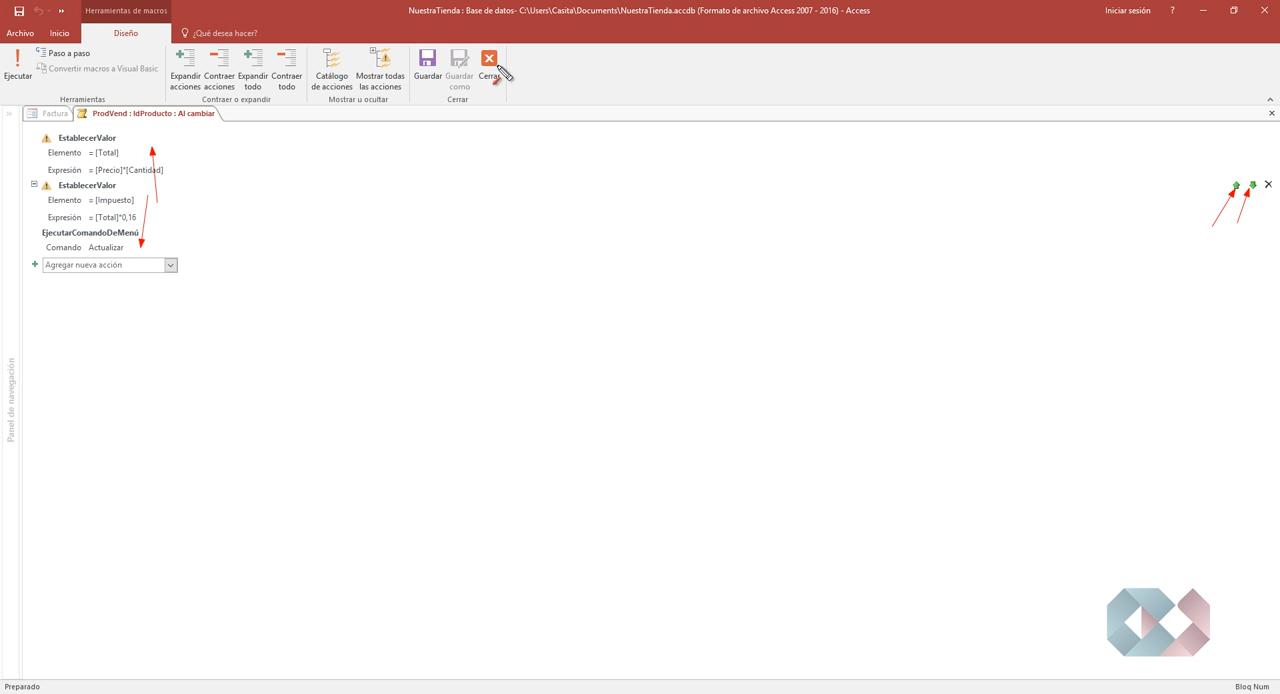 NuestraTienda : Base de datos- C:\Users\Casita\Documents\NuestraTienda.accdb (Formato de archivo Access 2007 - 2016) - Access
Herramientas de macros
Iniciar sesión
?
Archivo
Inicio
Diseño
¿Qué desea hacer?
Ejecutar
Paso a paso
Convertir macros a Visual Basic
Herramientas
Expandir acciones
Contraer acciones
Expandir todo
Contraer todo
Contraer o expandir
Catálogo de acciones
Mostrar todas las acciones
Mostrar u ocultar
Guardar
Guardar como
Cerrar
Cerrar
Factura
ProdVend : IdProducto : Al cambiar
EstablecerValor
Elemento = [Total]
Expresión = [Precio]*[Cantidad]
EstablecerValor
Elemento = [Impuesto]
Expresión = [Total]*0,16
EjecutarComandoDeMenú
Comando Actualizar
Agregar nueva acción
Panel de navegación
Preparado
Bloq Num